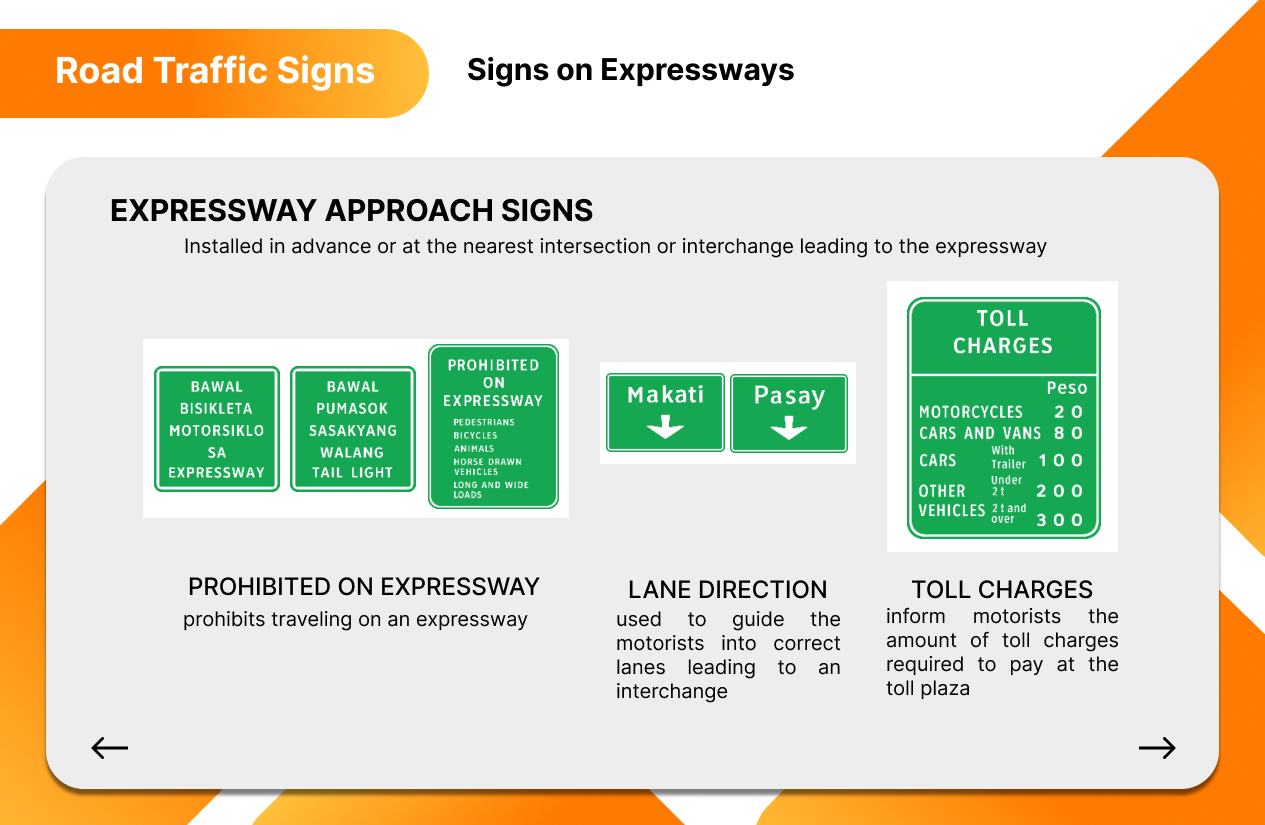 Road Traffic Signs
Signs on Expressways
EXPRESSWAY APPROACH SIGNS
Installed in advance or at the nearest intersection or interchange leading to the expressway
BAWAL
BISIKLETA
MOTORSIKLO
SA
EXPRESSWAY
BAWAL
PUMASOK
SASAKYANG
WALANG
TAIL LIGHT
PROHIBITED
ON
EXPRESSWAY
PEDESTRIANS
BICYCLES
ANIMALS
HORSE DRAWN
VEHICLES
LONG AND WIDE
LOADS
Makati
Pasay
TOLL
CHARGES
Peso
MOTORCYCLES 20
CARS AND VANS 80
CARS With Trailer 100
OTHER VEHICLES Under 2 t 200
2 t and over 300
PROHIBITED ON EXPRESSWAY
prohibits traveling on an expressway
LANE DIRECTION
used to guide the
motorists into correct
lanes leading to an
interchange
TOLL CHARGES
inform motorists the
amount of toll charges
required to pay at the
toll plaza